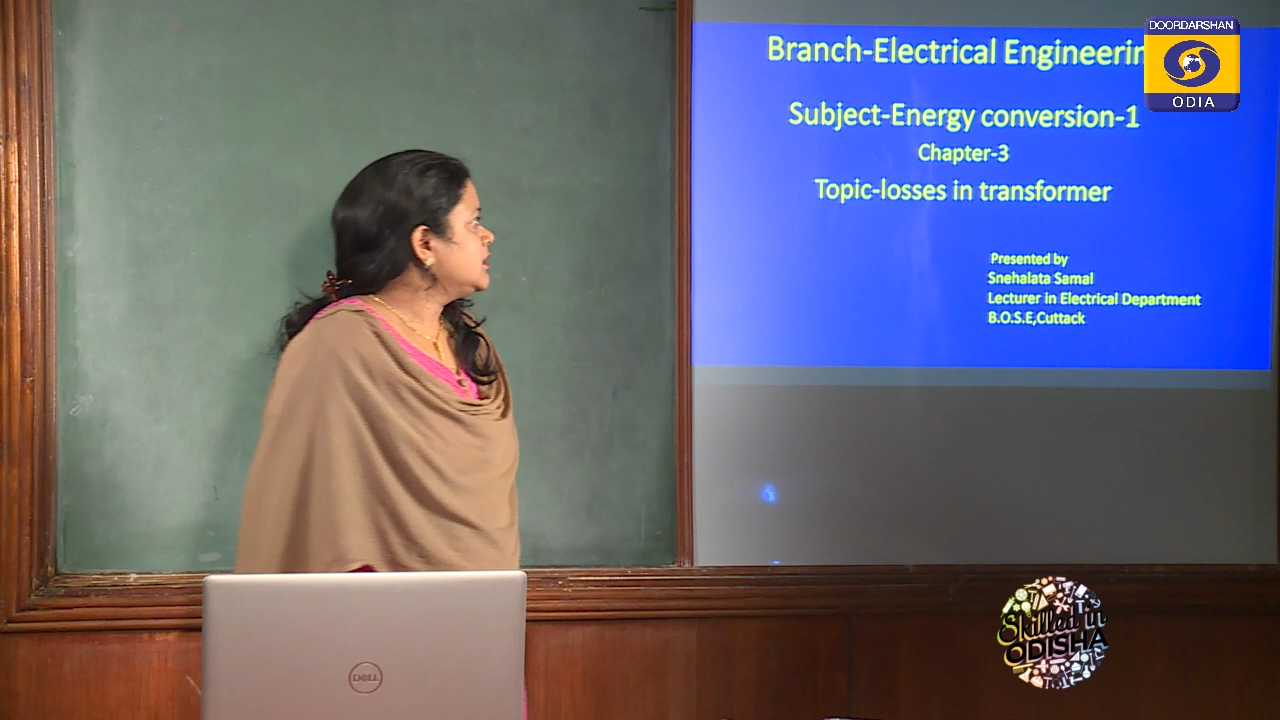 Branch-Electrical Engineerin
DOORDARSHAN
ODIA
Subject-Energy conversion-1
Chapter-3
Topic-losses in transformer
Presented by
Snehalata Samal
Lecturer in Electrical Department
B.O.S.E,Cuttack
Skilled in
ODISHA
DELL